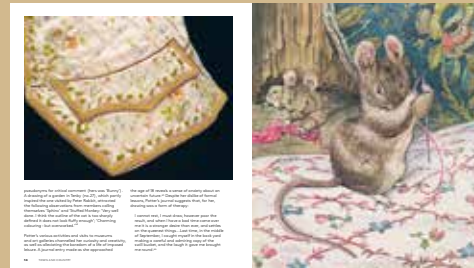 pseudonyms for critical comment (hers was 'Bunny').
A drawing of a garden in Tenby (no.27), which partly
inspired the one visited by Peter Rabbit, entranced
the following observations from members calling
themselves 'Sphinx' and 'Stuffed Monkey': 'Very well
done. I think the outline of the cat is too sharply
defined it does not look fluffy enough'; 'Charming
colouring - but overworked.'
Potter's various activities and visits to museums
and art galleries channelled her curiosity and creativity,
as well as alleviating the boredom of a life of imposed
leisure. A journal entry made as she approached
the age of 18 reveals a sense of anxiety about an
uncertain future. Despite her dislike of formal
lessons, Potter's journal suggests that, for her,
drawing was a form of therapy:
I cannot rest, I must draw, however poor the
result, and when I have a bad time come over
me it is a stronger desire than ever, and settles
on the queerest things... Last time, in the middle
of September, I caught myself in the back yard
making a careful and admiring copy of the
swill bucket, and the laugh it gave me brought
me round.